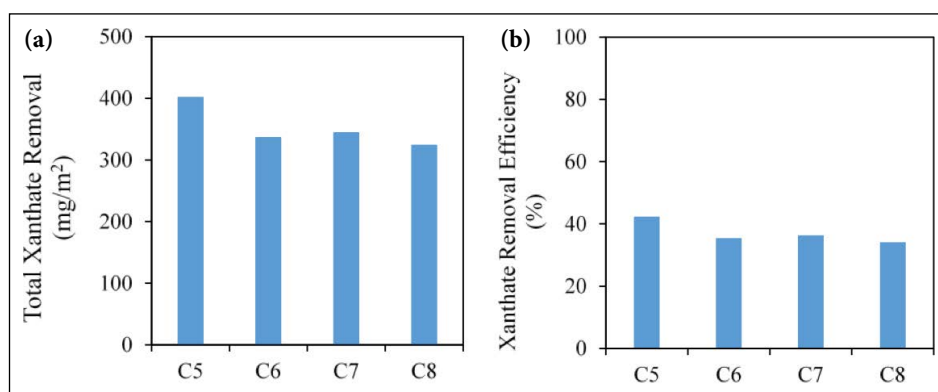 (a)
Total Xanthate Removal
(mg/m²)
500
400
300
200
100
0
C5 C6 C7 C8
(b)
Xanthate Removal Efficiency
(%)
100
80
60
40
20
0
C5 C6 C7 C8